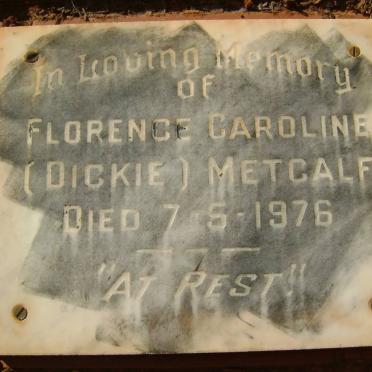 In Loving Memory
OF
FLORENCE CAROLINE
(DICKIE) METCALF
DIED 7-5-1976
"AT REST"